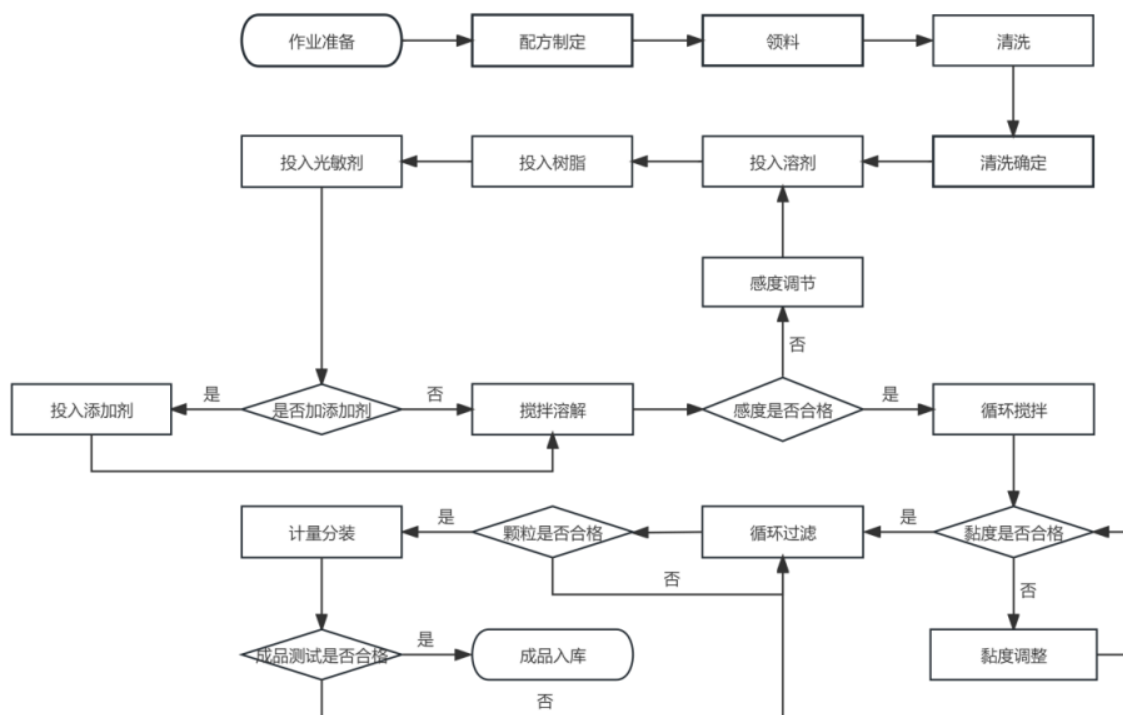 作业准备
配方制定
领料
清洗
投入光敏剂
投入树脂
投入溶剂
清洗确定
感度调节
否
投入添加剂
是
是否加添加剂
否
搅拌溶解
感度是否合格
是
循环搅拌
计量分装
是
颗粒是否合格
循环过滤
是
黏度是否合格
否
否
成品测试是否合格
是
成品入库
黏度调整
否